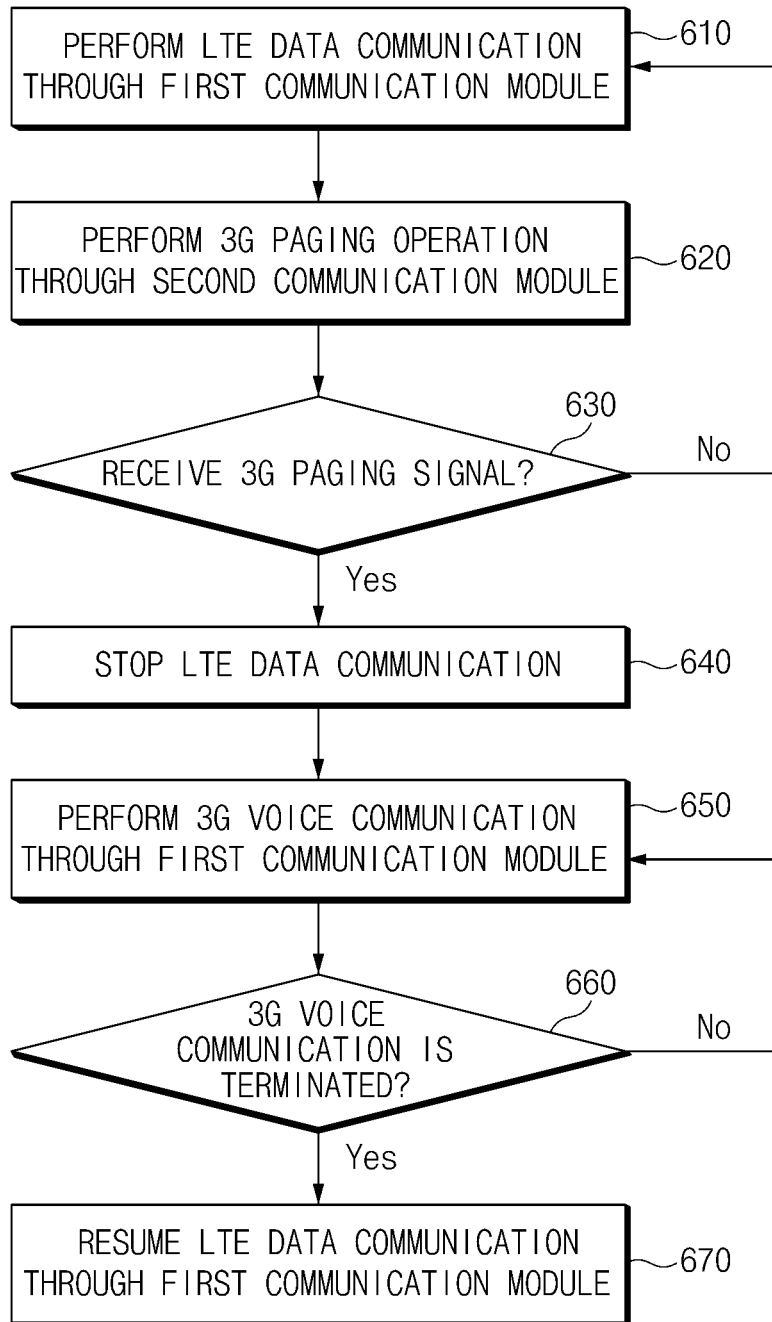 PERFORM LTE DATA COMMUNICATION
THROUGH FIRST COMMUNICATION MODULE
610
PERFORM 3G PAGING OPERATION
THROUGH SECOND COMMUNICATION MODULE
620
630
RECEIVE 3G PAGING SIGNAL?
No
Yes
STOP LTE DATA COMMUNICATION
640
PERFORM 3G VOICE COMMUNICATION
THROUGH FIRST COMMUNICATION MODULE
650
660
3G VOICE
COMMUNICATION IS
TERMINATED?
No
Yes
RESUME LTE DATA COMMUNICATION
THROUGH FIRST COMMUNICATION MODULE
670